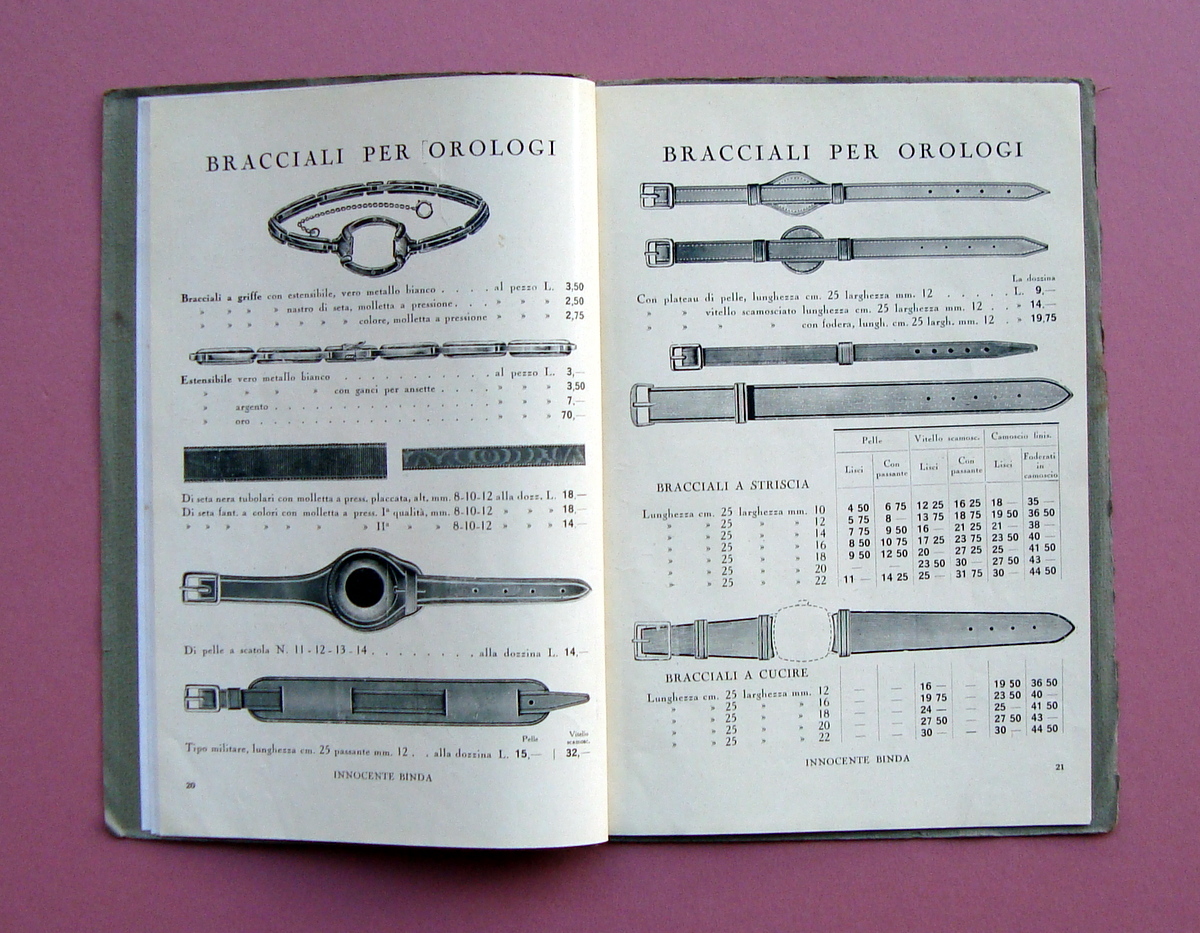 BRACCIALI PER OROLOGI
Bracciali a griffe con estensibile, vero metallo bianco . . . . . al pezzo L. 3,50
» » » » nastro di seta, molletta a pressione . . . » » » 2,50
» » » » » » colore, molletta a pressione » » » 2,75
Estensibile vero metallo bianco . . . . . . . . . . . . al pezzo L. 3,—
» » » » con ganci per ansette . . . . . » » » 3,50
» argento . . . . . . . . . . . . . . . . » » » 7,—
» oro . . . . . . . . . . . . . . . . . » » » 70,—
Di seta nera tubolari con molletta a press. placcata, alt. mm. 8-10-12 alla dozz. L. 18,—
Di seta fant. a colori con molletta a press. Iª qualità, mm. 8-10-12 » » » 18,—
» » » » » » » » IIª » » 8-10-12 » » » 14,—
Di pelle a scatola N. 11 - 12 - 13 - 14 . . . . . . . . . alla dozzina L. 14,—
Pelle Vitello scamosc.
Tipo militare, lunghezza cm. 25 passante mm. 12 . . alla dozzina L. 15,— | 32,—
INNOCENTE BINDA
20
BRACCIALI PER OROLOGI
La dozzina
Con plateau di pelle, lunghezza cm. 25 larghezza mm. 12 . . . . . L. 9,—
» » vitello scamosciato lunghezza cm. 25 larghezza mm. 12 . . » 14,—
» » » » con fodera, lungh. cm. 25 largh. mm. 12 . » 19,75
Pelle Vitello scamosc. Camoscio finis.
Lisci Con passante Lisci Con passante Lisci Foderati in camoscio
BRACCIALI A STRISCIA
Lunghezza cm. 25 larghezza mm. 10 4 50 6 75 12 25 16 25 18 — 35 —
» » 25 » » 12 5 75 8 — 13 75 18 75 19 50 36 50
» » 25 » » 14 7 75 9 50 16 — 21 25 21 — 38 —
» » 25 » » 16 8 50 10 75 17 25 23 75 23 50 40 —
» » 25 » » 18 9 50 12 50 20 — 27 25 25 — 41 50
» » 25 » » 20 — — 23 50 30 — 27 50 43 —
» » 25 » » 22 11 — 14 25 25 — 31 75 30 — 44 50
BRACCIALI A CUCIRE
Lunghezza cm. 25 larghezza mm. 12 — — 16 — — 19 50 36 50
» » 25 » » 16 — — 19 75 — 23 50 40 —
» » 25 » » 18 — — 24 — — 25 — 41 50
» » 25 » » 20 — — 27 50 — 27 50 43 —
» » 25 » » 22 — — 30 — — 30 — 44 50
INNOCENTE BINDA
21